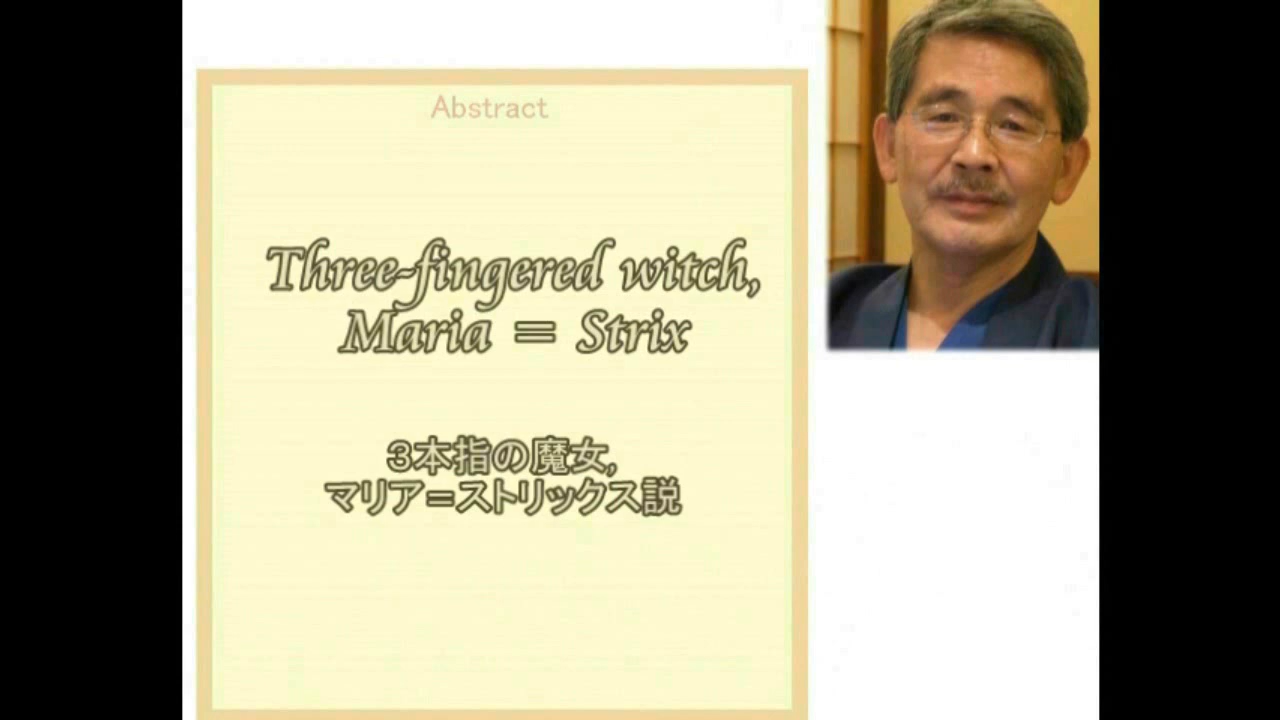 Abstract
Three-fingered witch,
Maria = Strix
３本指の魔女,
マリア=ストリックス説